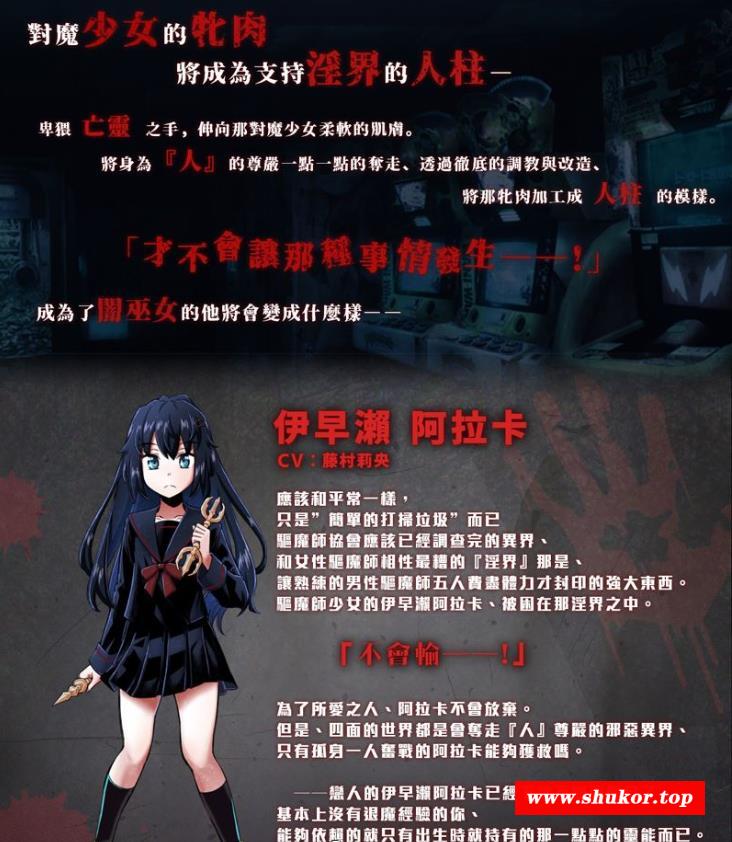 對魔少女的牝肉
將成為支持淫界的人柱—
卑猥 亡靈 之手，伸向那對魔少女柔軟的肌膚。
將身為『人』的尊嚴一點一點的奪走、透過徹底的調教與改造、
將那牝肉加工成 人柱 的模樣。
「才不會讓那種事情發生——！」
成為了闇巫女的他將會變成什麼樣——
伊早瀨 阿拉卡
CV：藤村莉央
應該和平常一樣，
只是”簡單的打掃垃圾”而已
驅魔師協會應該已經調查完的異界、
和女性驅魔師相性最糟的『淫界』那是、
讓熟練的男性驅魔師五人費盡體力才封印的強大東西。
驅魔師少女的伊早瀨阿拉卡、被困在那淫界之中。
「不會輸——！」
為了所愛之人、阿拉卡不會放棄。
但是、四面的世界都是會奪走『人』尊嚴的邪惡異界、
只有孤身一人奮戰的阿拉卡能夠獲救嗎。
——戀人的伊早瀨阿拉卡已經
www.shukor.top
基本上沒有退魔經驗的你、
能夠依趣的就只有出生時就持有的那一點點的靈能而已。